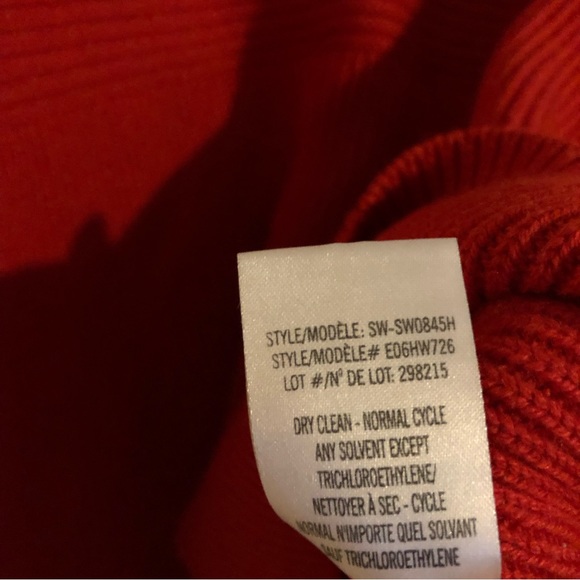 STYLE/MODÈLE: SW-SW0845H
STYLE/MODÈLE# E06HW726
LOT #/Nº DE LOT: 298215
DRY CLEAN - NORMAL CYCLE
ANY SOLVENT EXCEPT
TRICHLOROETHYLENE/
NETTOYER À SEC - CYCLE
NORMAL N'IMPORTE QUEL SOLVANT
SAUF TRICHLOROETHYLENE